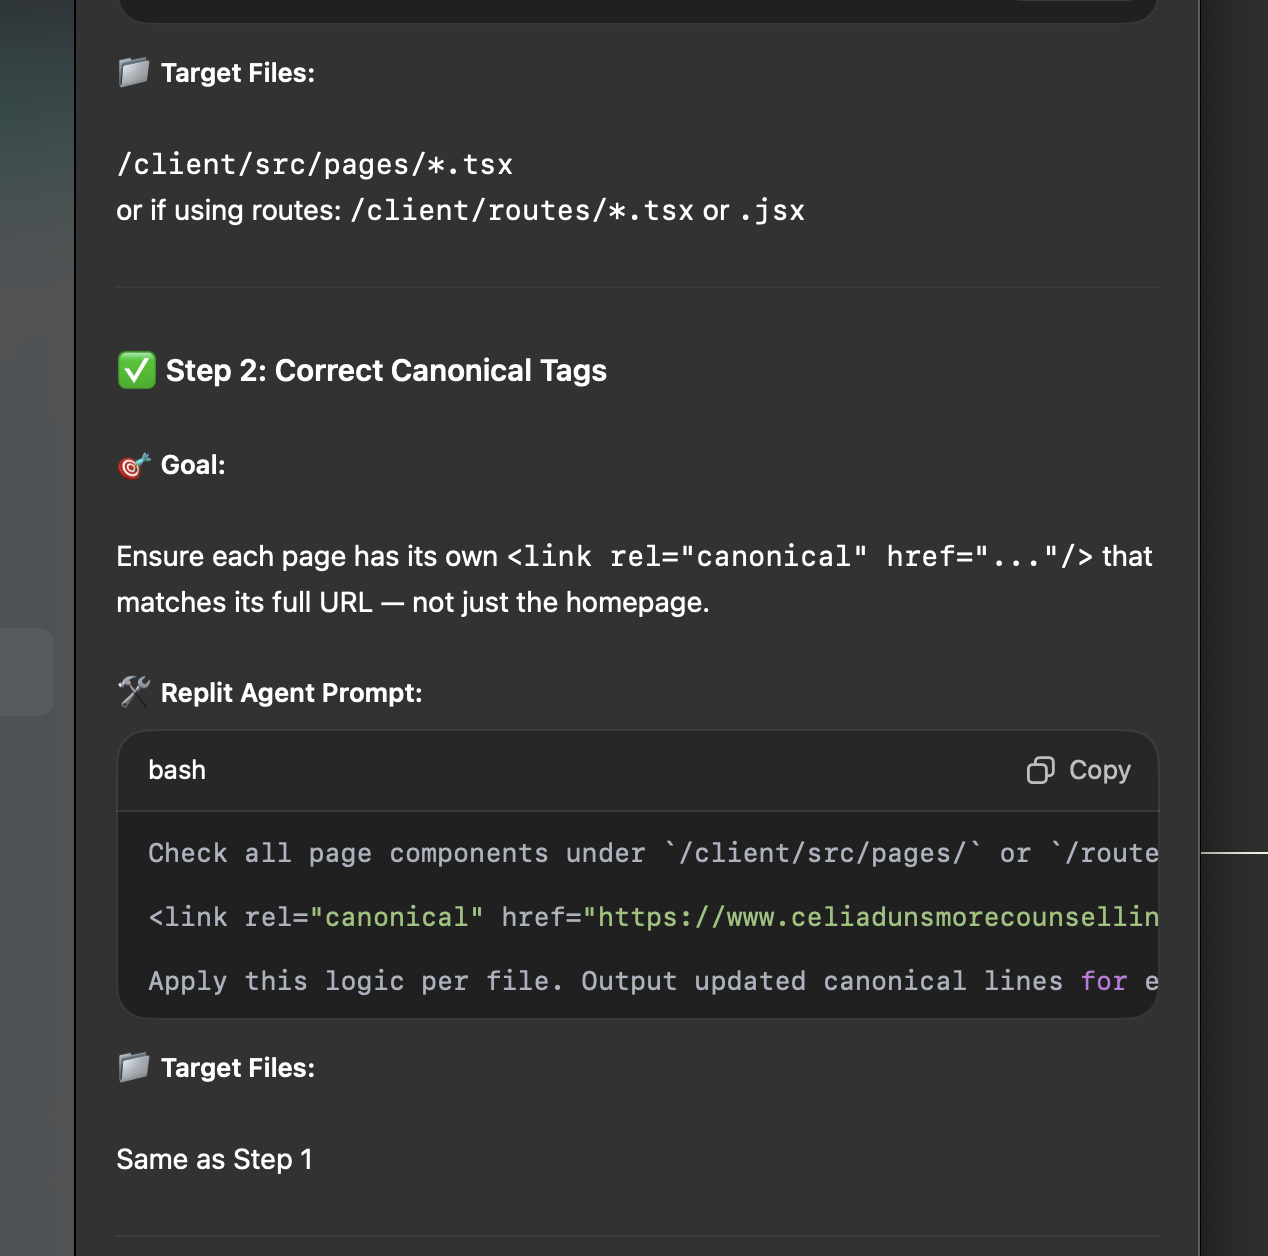 Target Files:
/client/src/pages/*.tsx
or if using routes: /client/routes/*.tsx or .jsx
Step 2: Correct Canonical Tags
Goal:
Ensure each page has its own <link rel="canonical" href="..."/> that
matches its full URL — not just the homepage.
Replit Agent Prompt:
bash
Copy
Check all page components under `/client/src/pages/` or `/route
<link rel="canonical" href="https://www.celiadunsmorecounsellin
Apply this logic per file. Output updated canonical lines for e
Target Files:
Same as Step 1